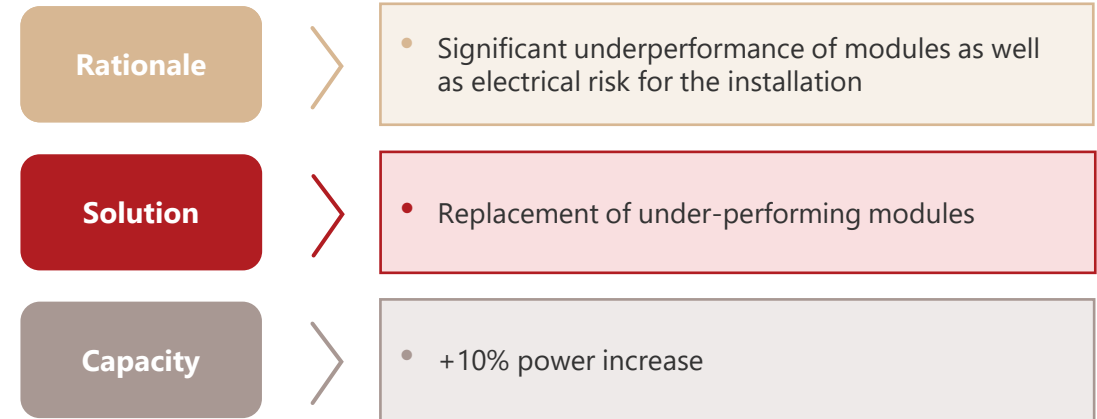 Rationale
• Significant underperformance of modules as well
as electrical risk for the installation
Solution
• Replacement of under-performing modules
Capacity
• +10% power increase